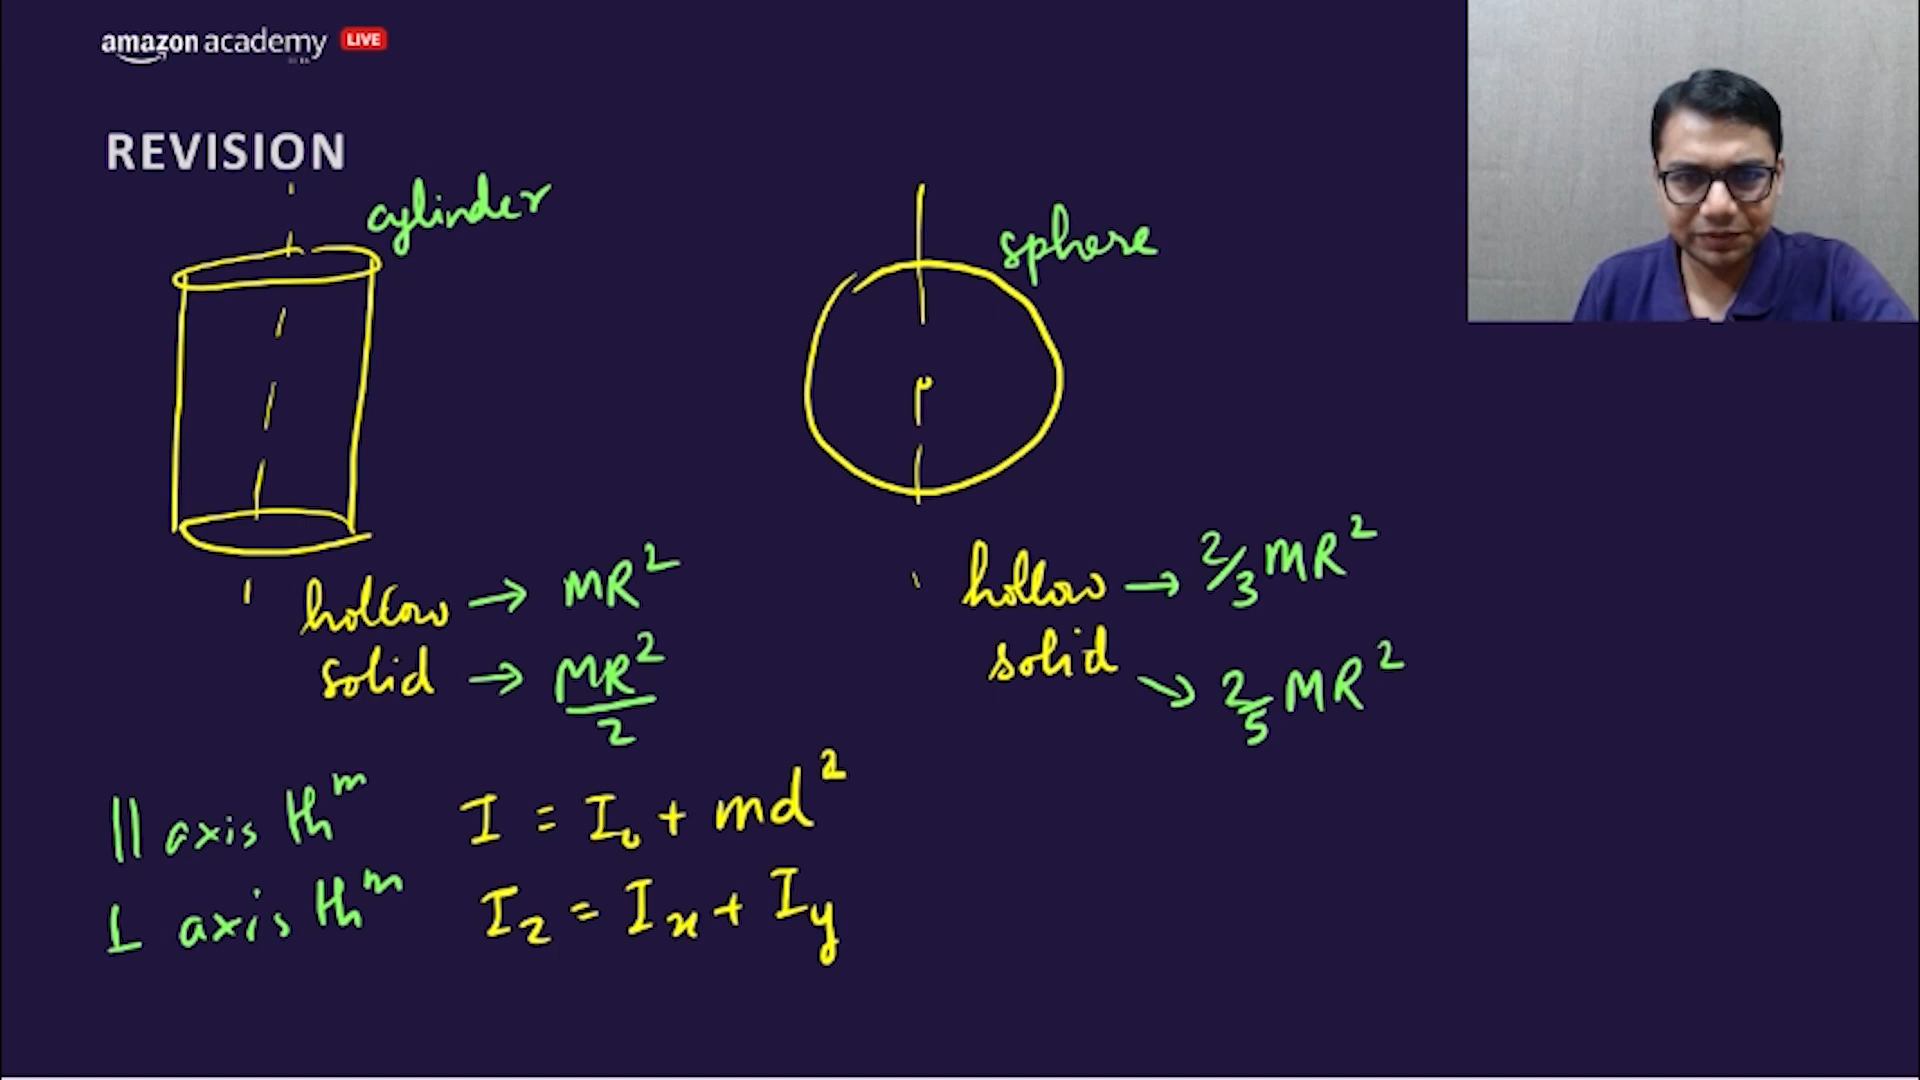 amazon academy LIVE
BETA
REVISION
cylinder
sphere
hollow → MR²
solid → MR²/2
hollow → 2/3 MR²
solid ↘ 2/5 MR²
|| axis thᵐ I = I₀ + md²
⊥ axis thᵐ I_z = I_x + I_y